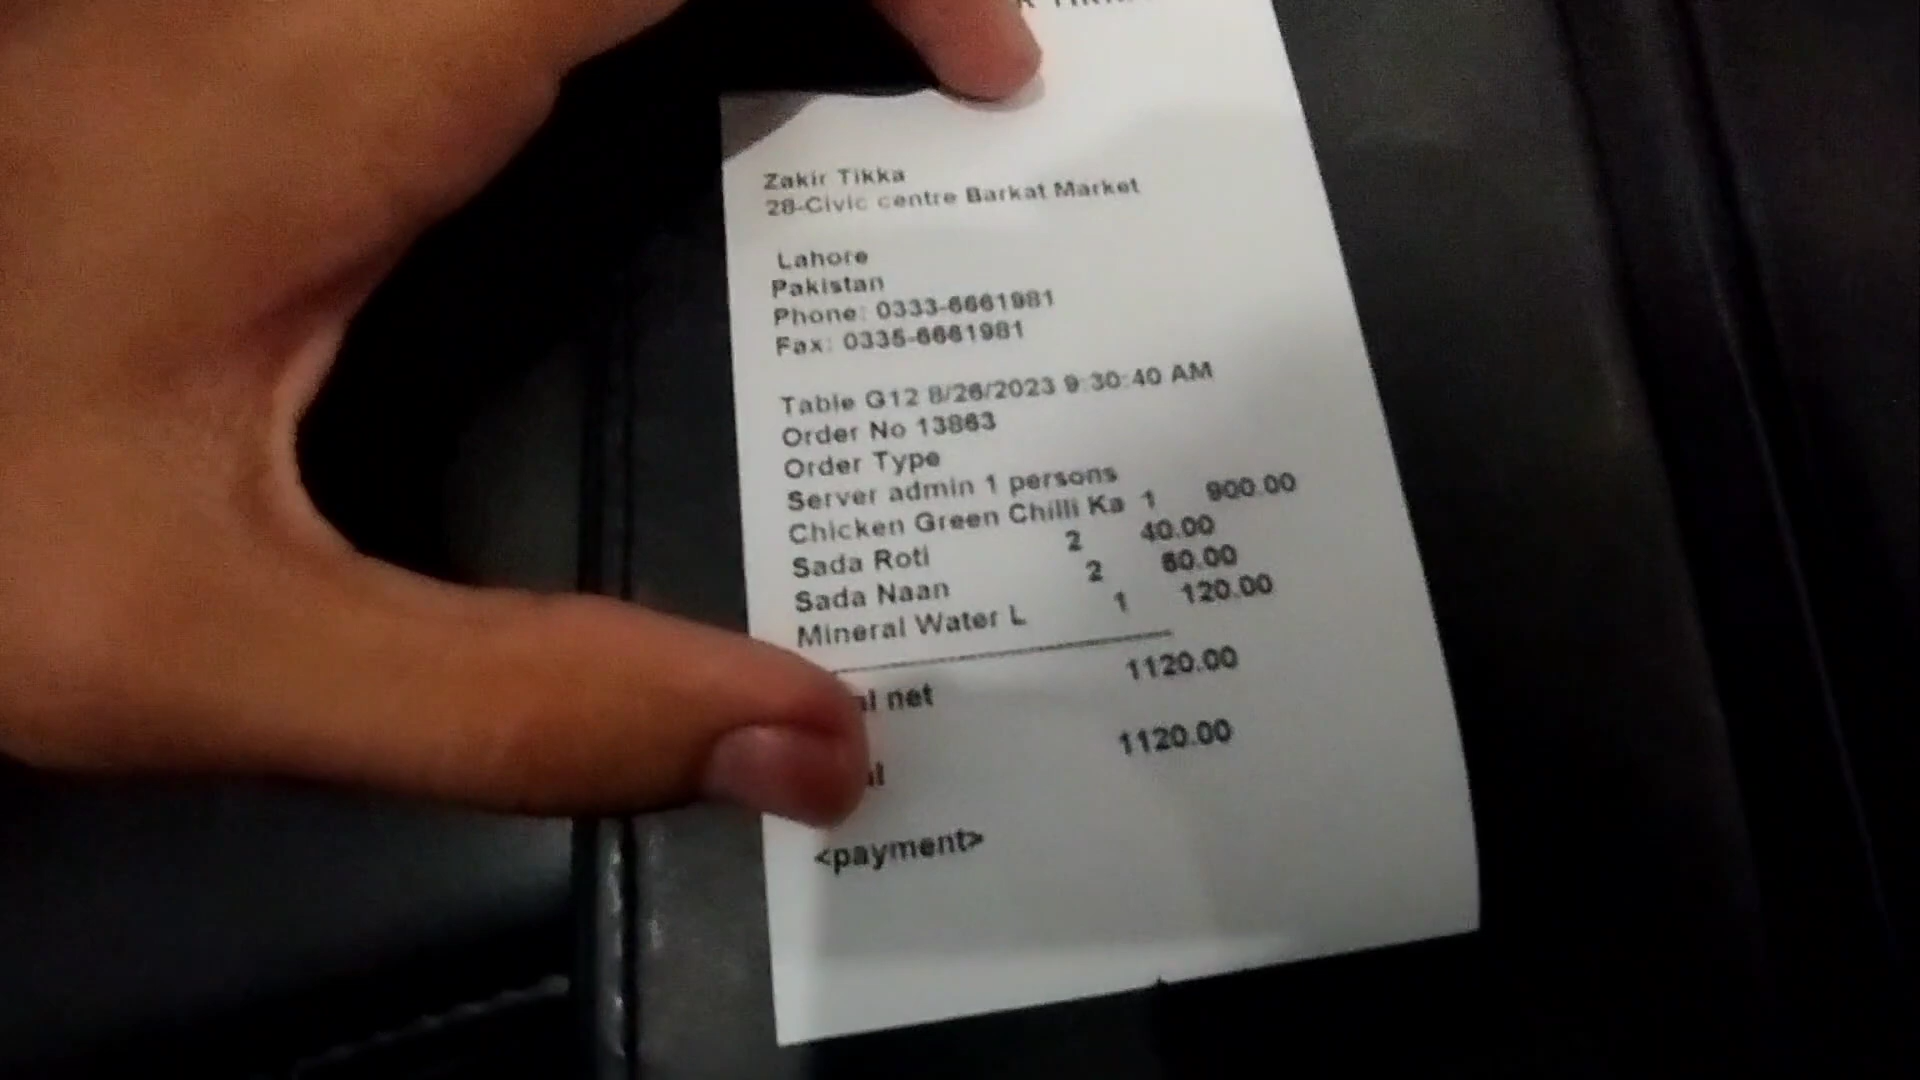 Zakir Tikka
28-Civic centre Barkat Market
Lahore
Pakistan
Phone: 0333-6661981
Fax: 0335-6661981
Table G12 8/26/2023 9:30:40 AM
Order No 13863
Order Type
Server admin 1 persons
Chicken Green Chilli Ka 1 900.00
Sada Roti 2 40.00
Sada Naan 2 60.00
Mineral Water L 1 120.00
al net 1120.00
al 1120.00
<payment>